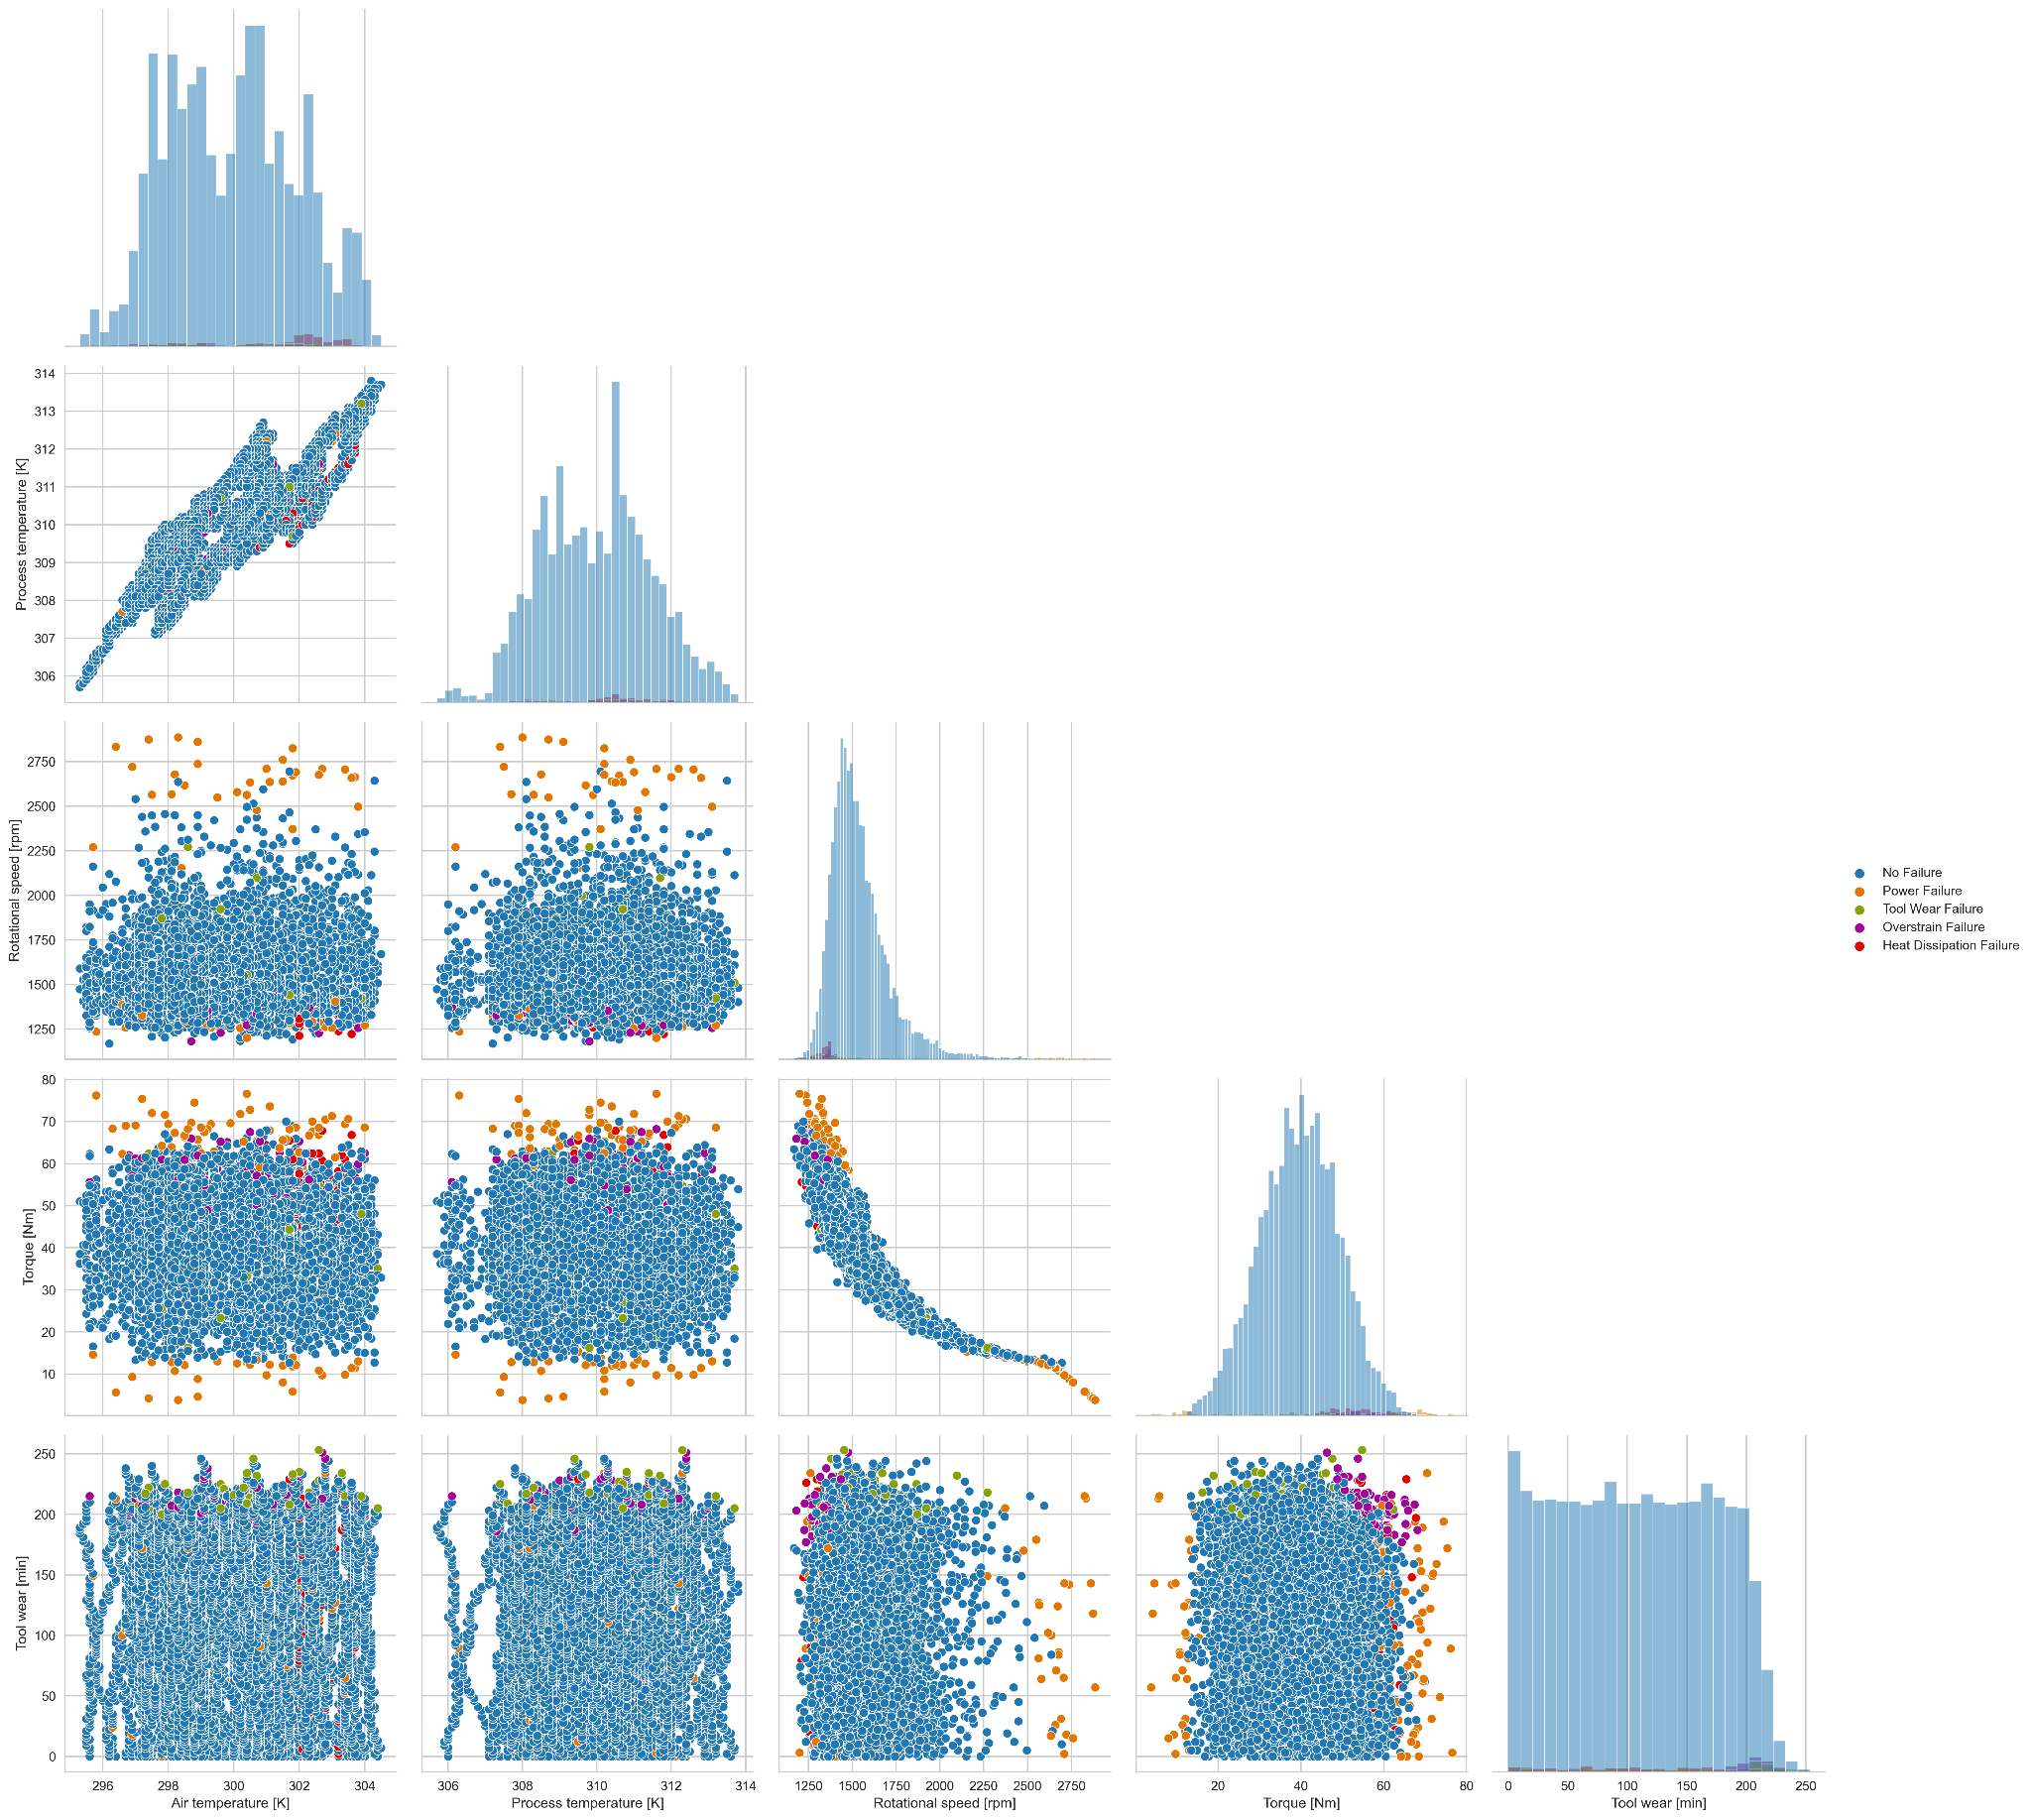 314
313
312
311
310
309
308
307
306
Process temperature [K]
2750
2500
2250
2000
1750
1500
1250
Rotational speed [rpm]
No Failure
Power Failure
Tool Wear Failure
Overstrain Failure
Heat Dissipation Failure
80
70
60
50
40
30
20
10
Torque [Nm]
250
200
150
100
50
0
Tool wear [min]
296 298 300 302 304
Air temperature [K]
306 308 310 312 314
Process temperature [K]
1250 1500 1750 2000 2250 2500 2750
Rotational speed [rpm]
20 40 60 80
Torque [Nm]
0 50 100 150 200 250
Tool wear [min]